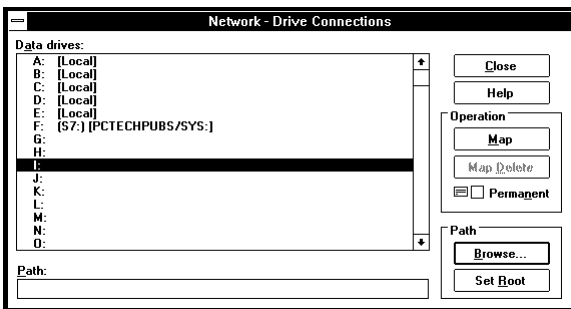 Network - Drive Connections
Data drives:
A: [Local]
B: [Local]
C: [Local]
D: [Local]
E: [Local]
F: (S7:) [PCTECHPUBS/SYS:]
G:
H:
I:
J:
K:
L:
M:
N:
O:
Path:
Close
Help
Operation
Map
Map Delete
Permanent
Path
Browse...
Set Root